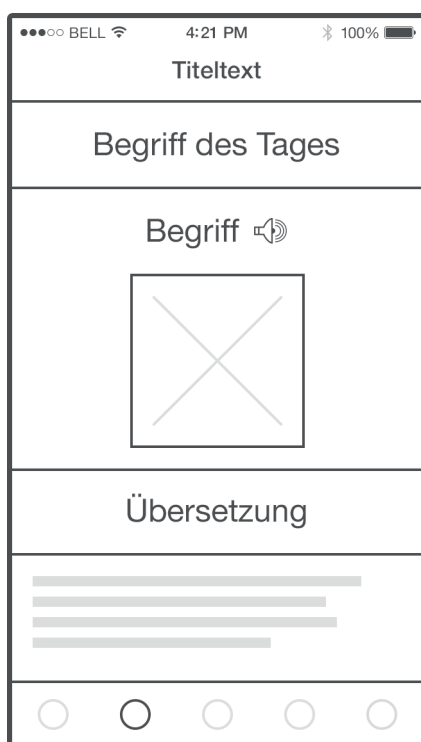 BELL 4:21 PM 100%
Titeltext
Begriff des Tages
Begriff
Übersetzung